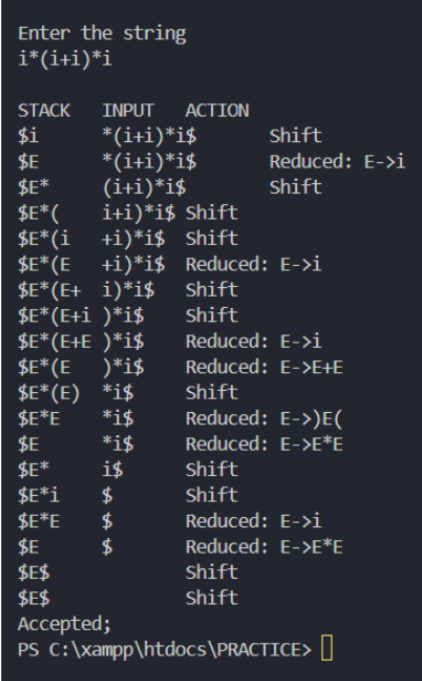 Enter the string
i*(i+i)*i
STACK INPUT ACTION
$i *(i+i)*i$ Shift
$E *(i+i)*i$ Reduced: E->i
$E* (i+i)*i$ Shift
$E*( i+i)*i$ Shift
$E*(i +i)*i$ Shift
$E*(E +i)*i$ Reduced: E->i
$E*(E+ i)*i$ Shift
$E*(E+i )*i$ Shift
$E*(E+E )*i$ Reduced: E->i
$E*(E )*i$ Reduced: E->E+E
$E*(E) *i$ Shift
$E*E *i$ Reduced: E->)E(
$E *i$ Reduced: E->E*E
$E* i$ Shift
$E*i $ Shift
$E*E $ Reduced: E->i
$E $ Reduced: E->E*E
$E$ Shift
$E$ Shift
Accepted;
PS C:\xampp\htdocs\PRACTICE>